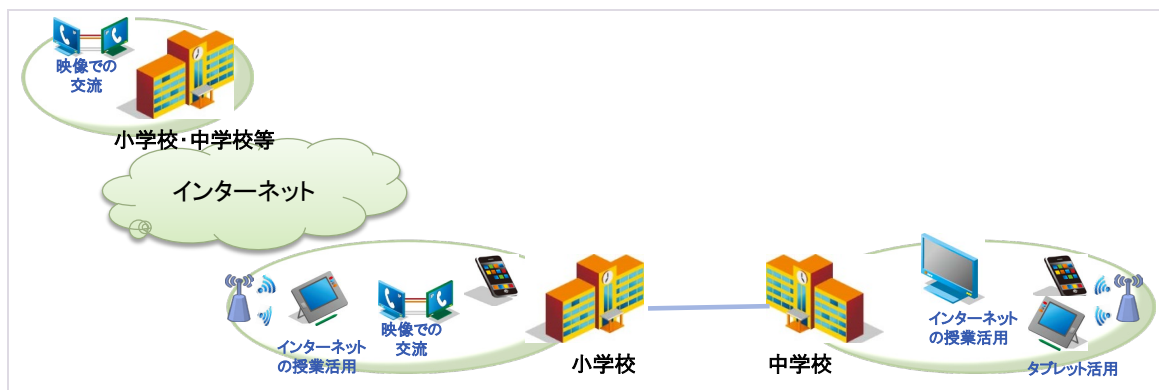 映像での
交流
小学校・中学校等
インターネット
インターネット
の授業活用
映像での
交流
小学校
中学校
インターネット
の授業活用
タブレット活用